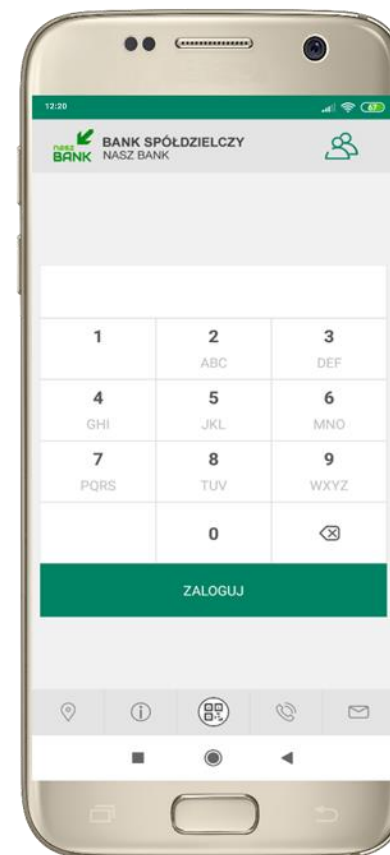 12:20
67
nasz
BANK
BANK SPÓŁDZIELCZY
NASZ BANK
1
2
3
ABC
DEF
4
5
6
GHI
JKL
MNO
7
8
9
PQRS
TUV
WXYZ
0
ZALOGUJ